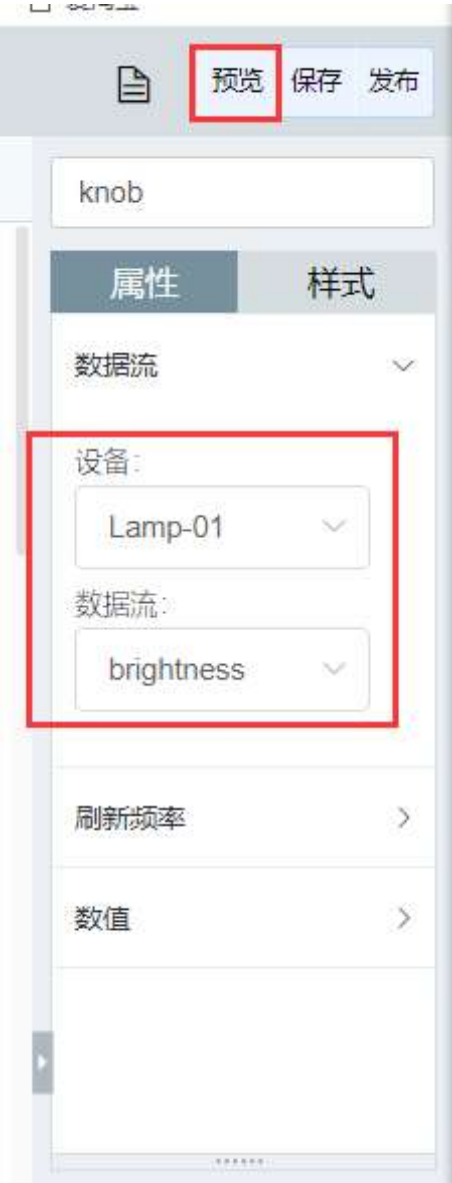 预览 保存 发布
knob
属性 样式
数据流
设备:
Lamp-01
数据流:
brightness
刷新频率
数值